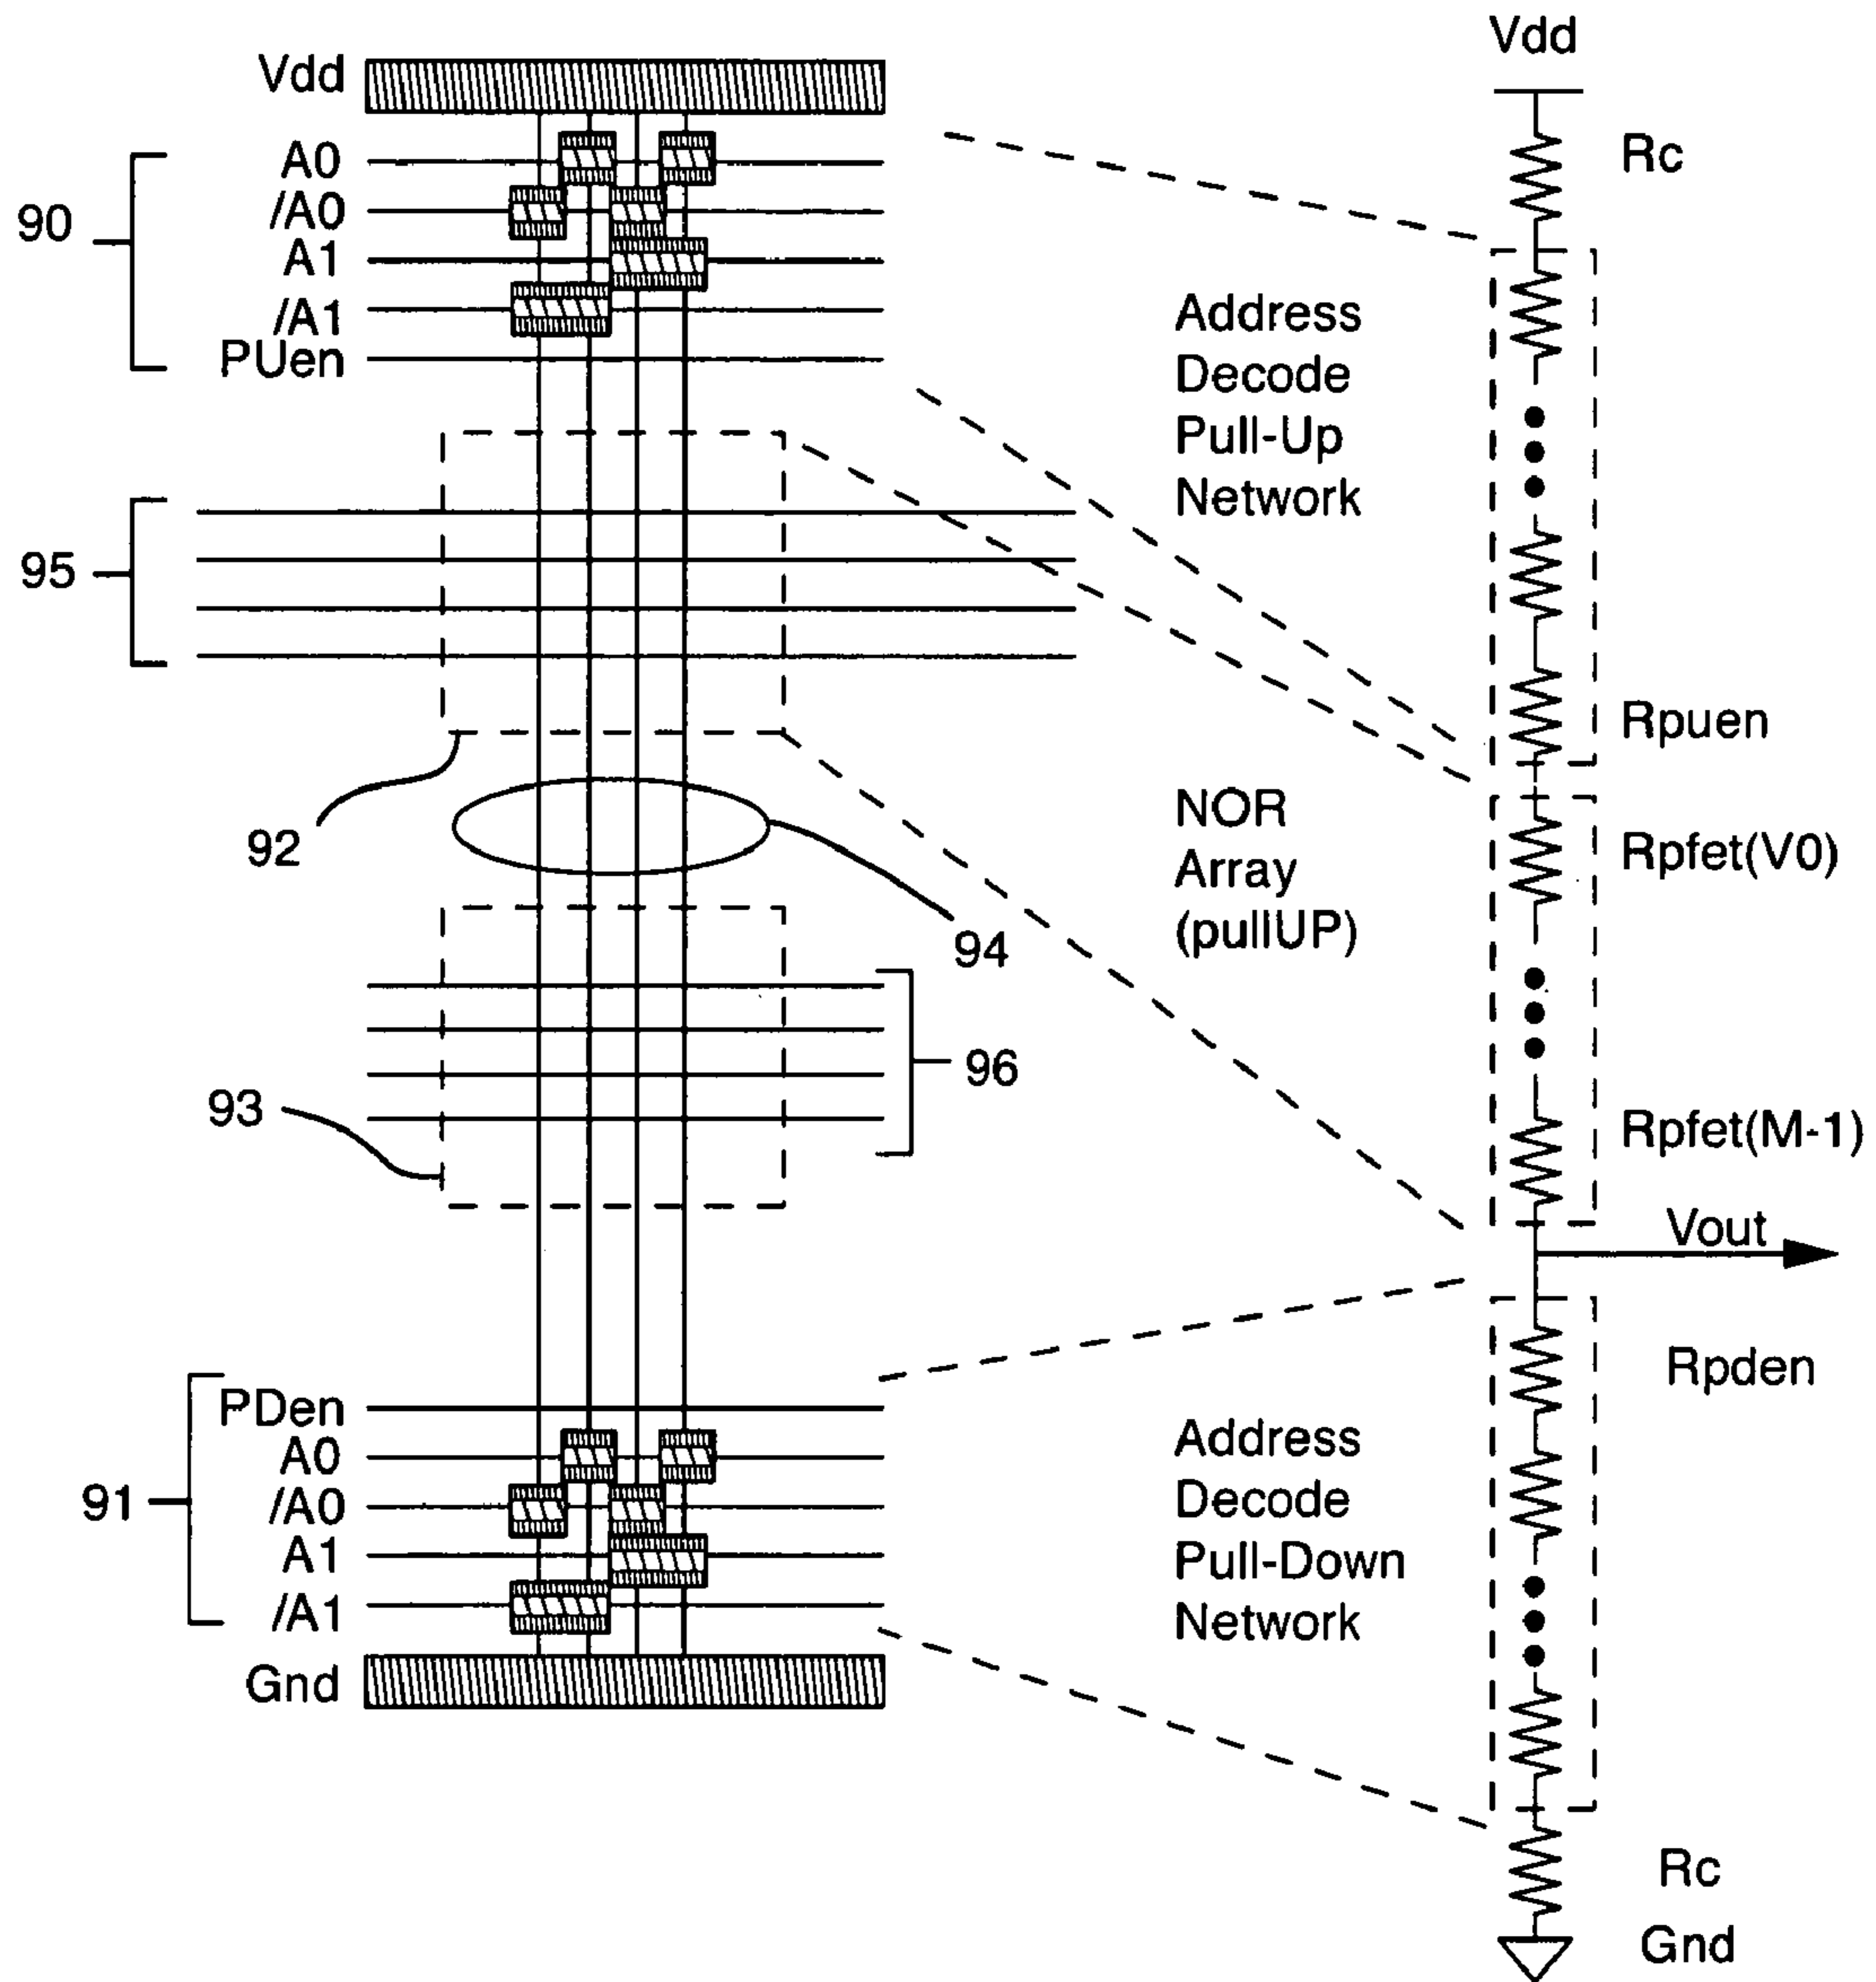 Vdd
A0
/A0
A1
/A1
PUen
90
95
92
94
96
93
PDen
A0
/A0
A1
/A1
91
Gnd
Address
Decode
Pull-Up
Network
NOR
Array
(pullUP)
Address
Decode
Pull-Down
Network
Vdd
Rc
Rpuen
Rpfet(V0)
Rpfet(M-1)
Vout
Rpden
Rc
Gnd